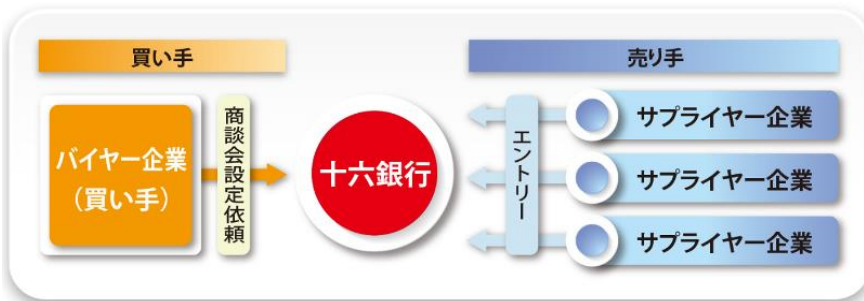 買い手
売り手
バイヤー企業
（買い手）
商談会設定依頼
十六銀行
エントリー
サプライヤー企業
サプライヤー企業
サプライヤー企業